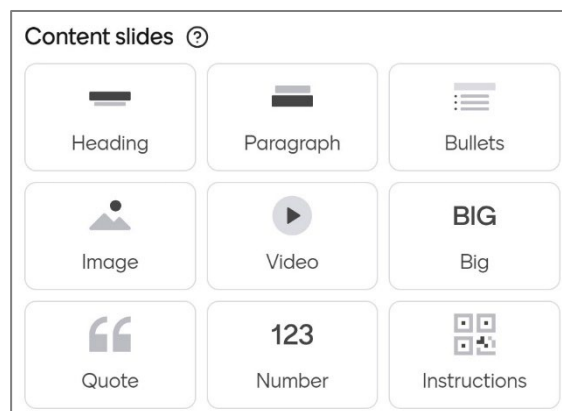 Content slides ?
Heading Paragraph Bullets
BIG
Image Video Big
123
Quote Number Instructions